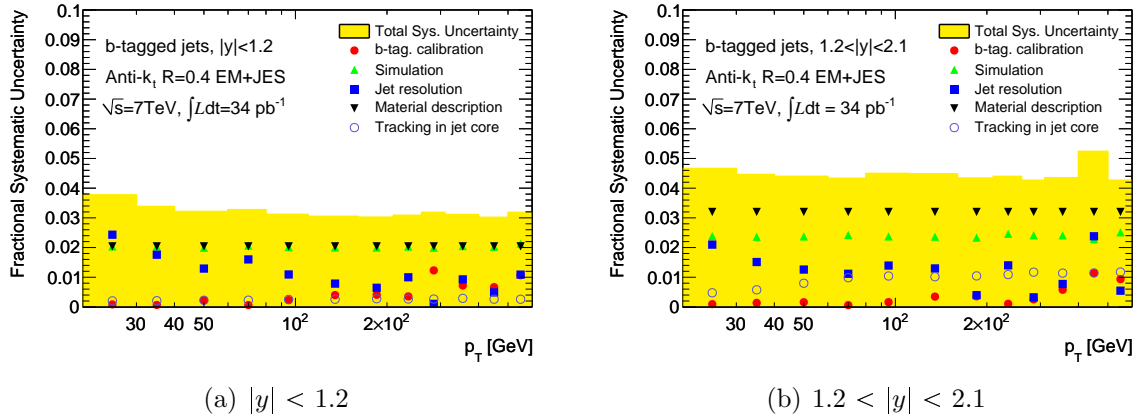 Fractional Systematic Uncertainty
0.1
0.09
0.08
0.07
0.06
0.05
0.04
0.03
0.02
0.01
0
b-tagged jets, |y|<1.2
Anti-kt R=0.4 EM+JES
√s=7TeV, ∫Ldt=34 pb⁻¹
Total Sys. Uncertainty
b-tag. calibration
Simulation
Jet resolution
Material description
Tracking in jet core
30 40 50 10² 2×10²
p_T [GeV]
(a) |y| < 1.2
Fractional Systematic Uncertainty
0.1
0.09
0.08
0.07
0.06
0.05
0.04
0.03
0.02
0.01
0
b-tagged jets, 1.2<|y|<2.1
Anti-kt R=0.4 EM+JES
√s=7TeV, ∫Ldt = 34 pb⁻¹
Total Sys. Uncertainty
b-tag. calibration
Simulation
Jet resolution
Material description
Tracking in jet core
30 40 50 10² 2×10²
p_T [GeV]
(b) 1.2 < |y| < 2.1